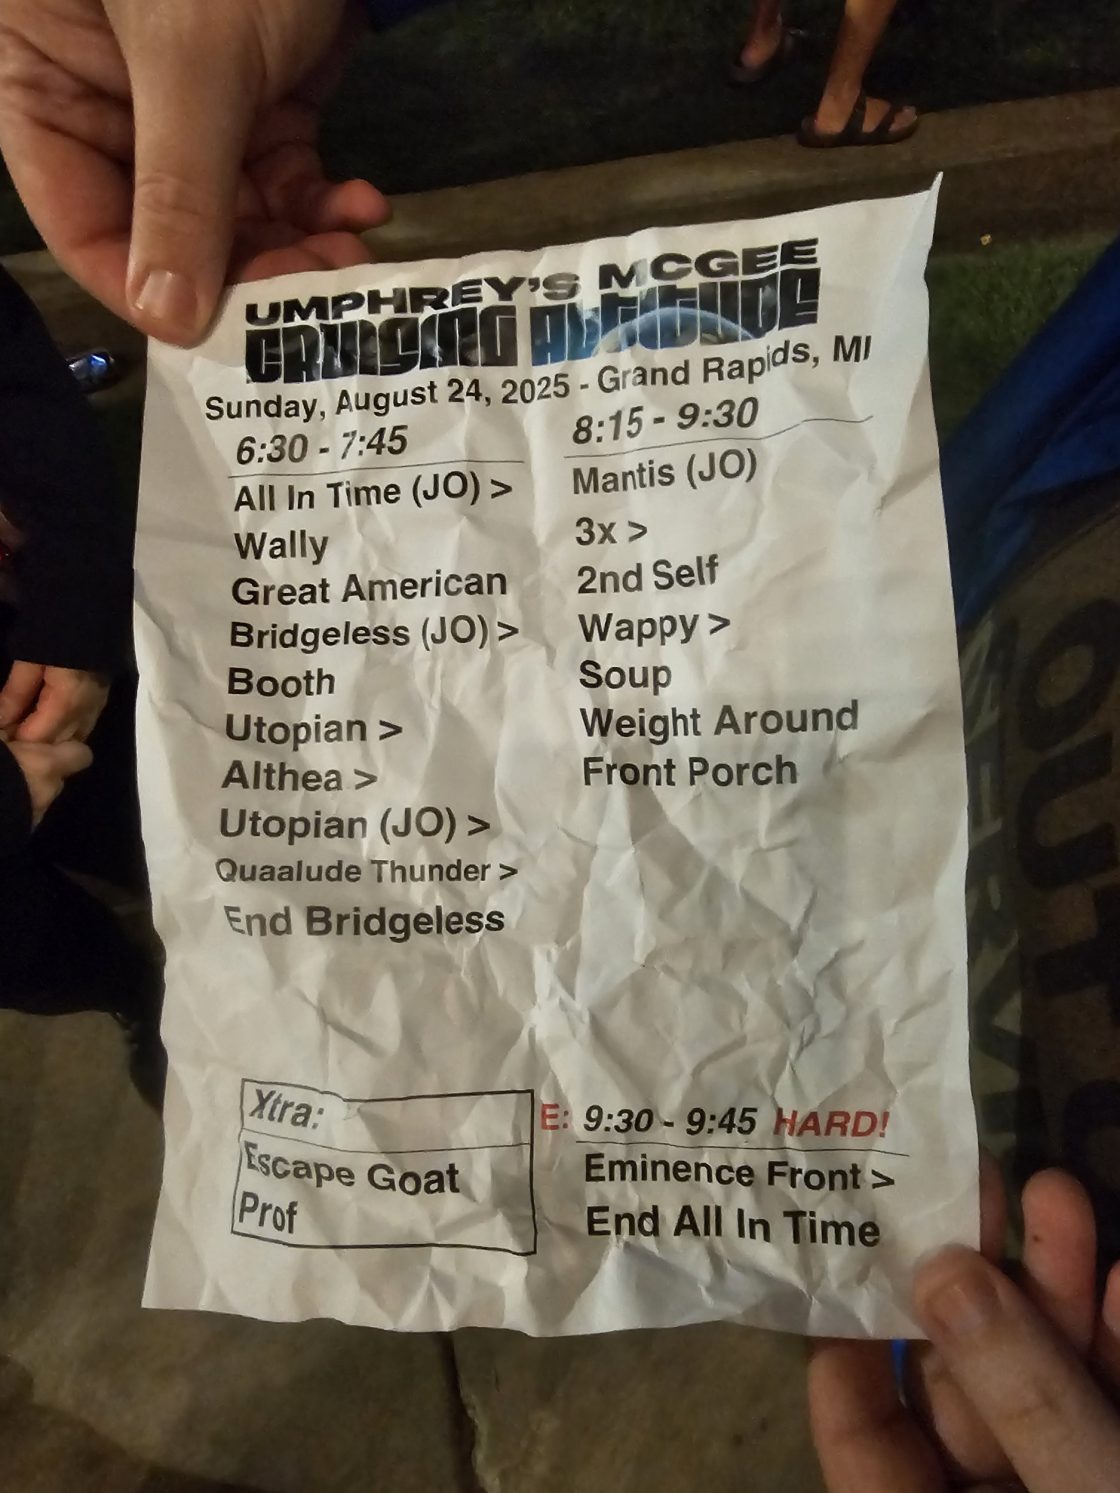 UMPHREY'S MCGEE
CRUISING ALTITUDE
Sunday, August 24, 2025 - Grand Rapids, MI
6:30 - 7:45
All In Time (JO) >
Wally
Great American
Bridgeless (JO) >
Booth
Utopian >
Althea >
Utopian (JO) >
Quaalude Thunder >
End Bridgeless
8:15 - 9:30
Mantis (JO)
3x >
2nd Self
Wappy >
Soup
Weight Around
Front Porch
Xtra:
Escape Goat
Prof
E: 9:30 - 9:45 HARD!
Eminence Front >
End All In Time